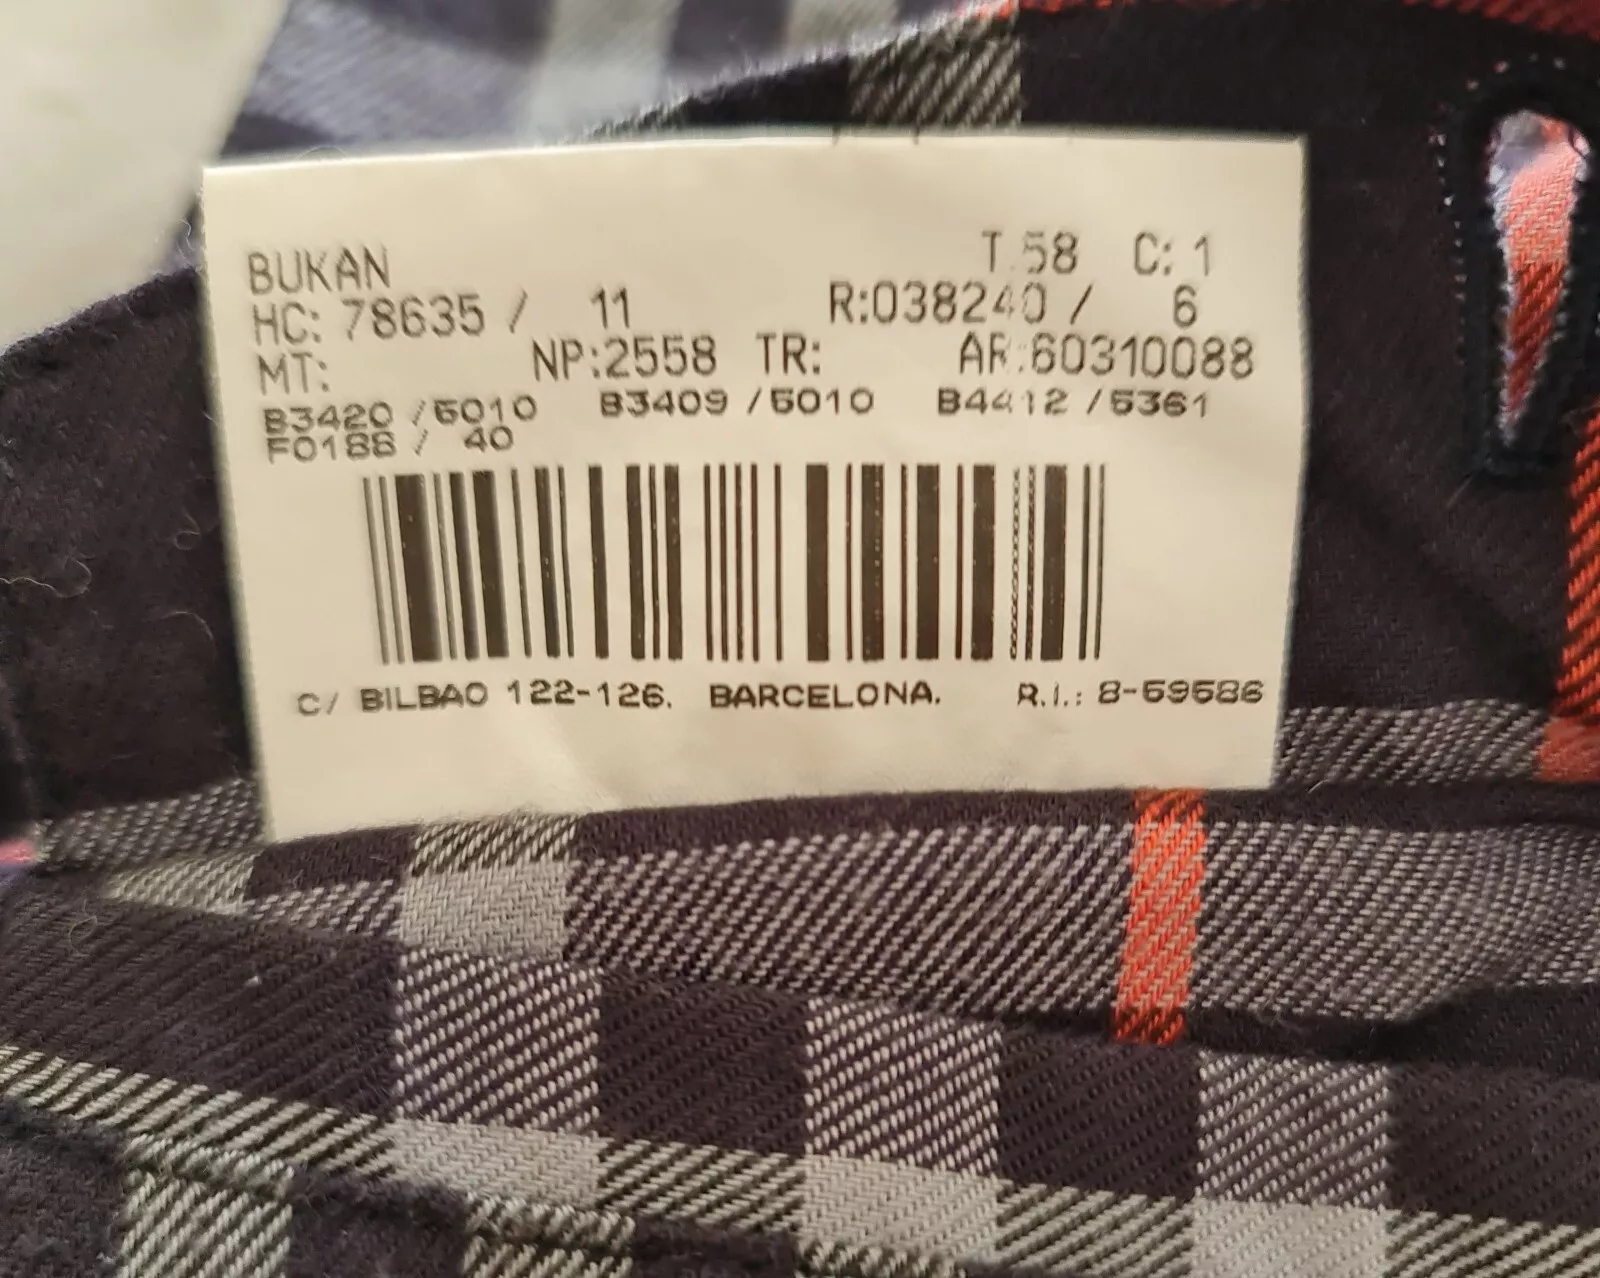 BUKAN T.58 C: 1
HC: 78635 / 11 R:038240 / 6
MT: NP:2558 TR: AR:60310088
B3420 /5010 B3409 /5010 B4412 /5361
F0188 / 40
C/ BILBAO 122-126. BARCELONA. R.I.: 8-59586